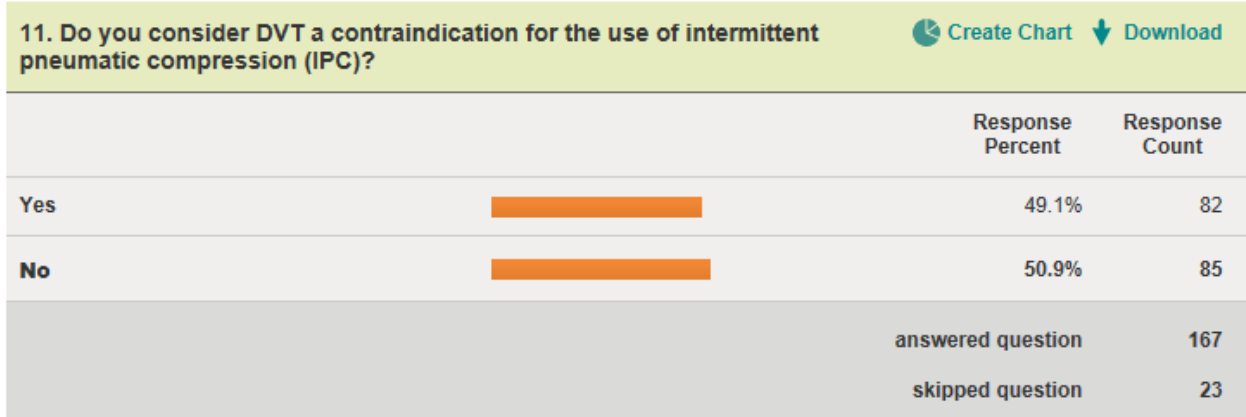 11. Do you consider DVT a contraindication for the use of intermittent
pneumatic compression (IPC)?
Create Chart Download
Response Percent Response Count
Yes 49.1% 82
No 50.9% 85
answered question 167
skipped question 23